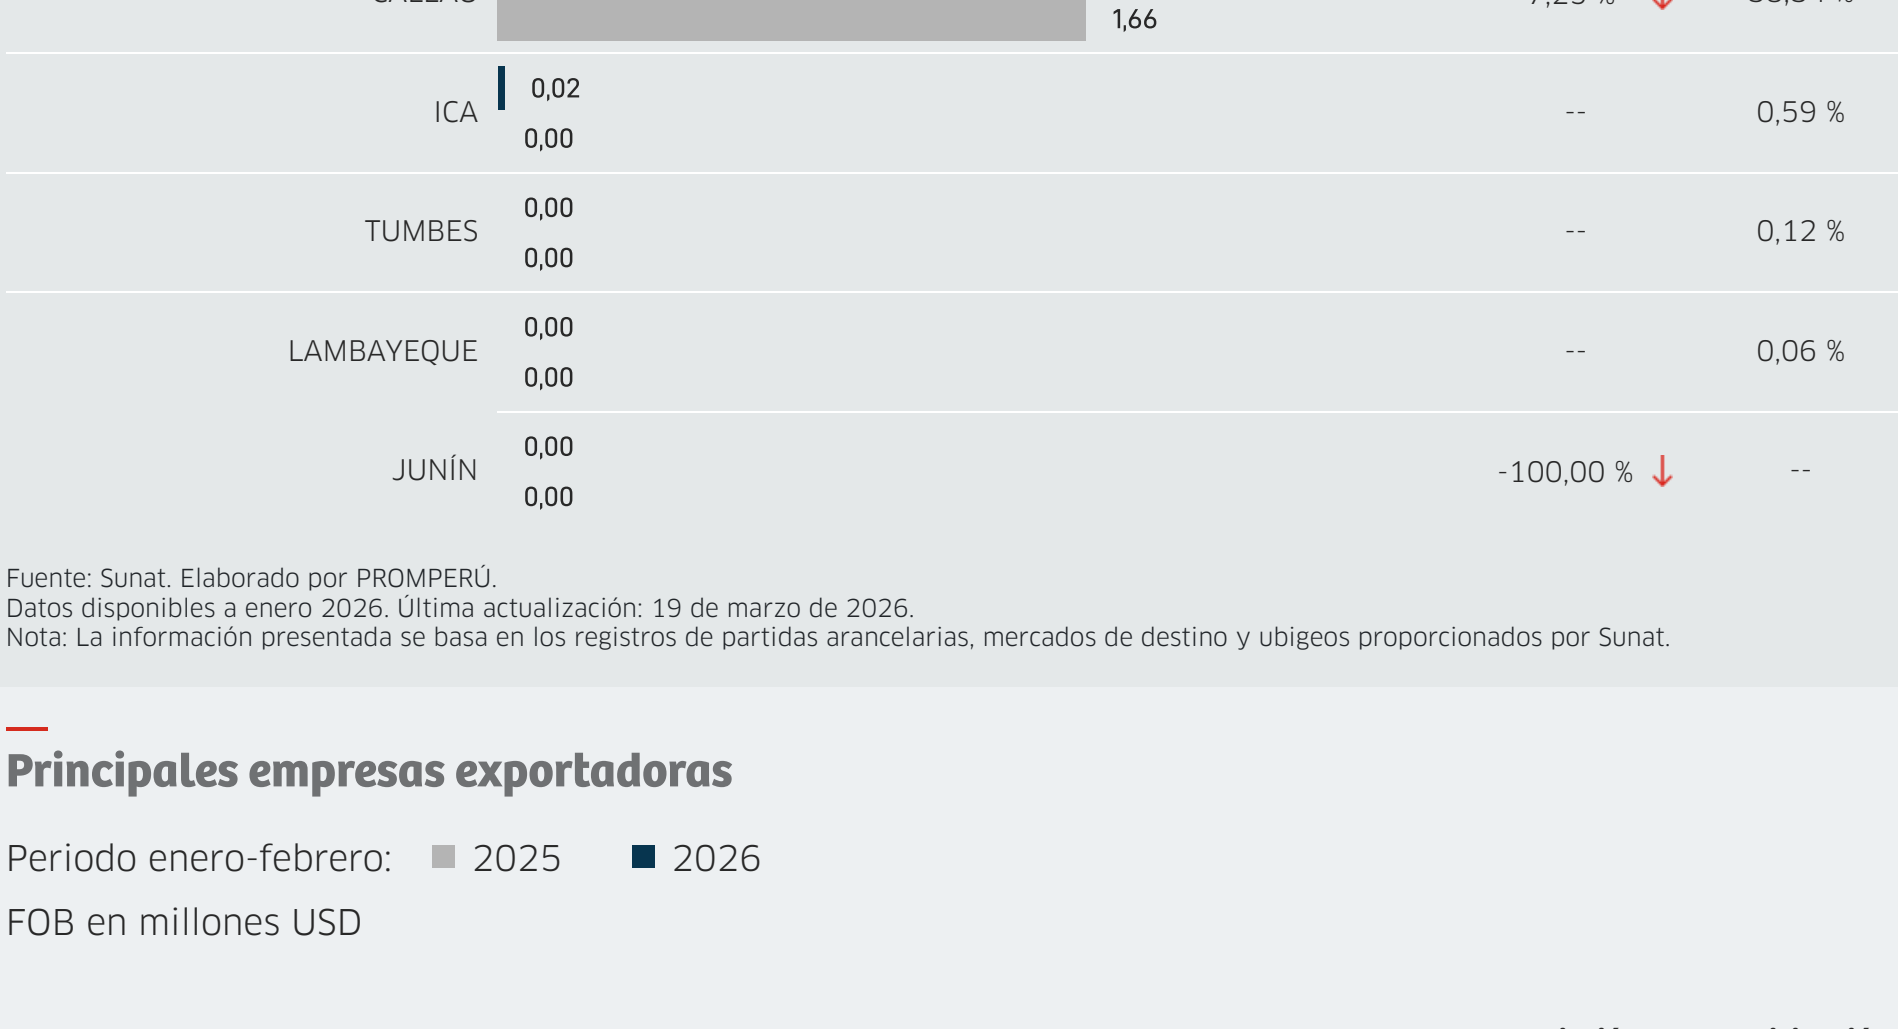 1,66
ICA
0,02
0,00
--
0,59 %
TUMBES
0,00
0,00
--
0,12 %
LAMBAYEQUE
0,00
0,00
--
0,06 %
JUNÍN
0,00
0,00
-100,00 %
--
Fuente: Sunat. Elaborado por PROMPERÚ.
Datos disponibles a enero 2026. Última actualización: 19 de marzo de 2026.
Nota: La información presentada se basa en los registros de partidas arancelarias, mercados de destino y ubigeos proporcionados por Sunat.
Principales empresas exportadoras
Periodo enero-febrero: 2025 2026
FOB en millones USD